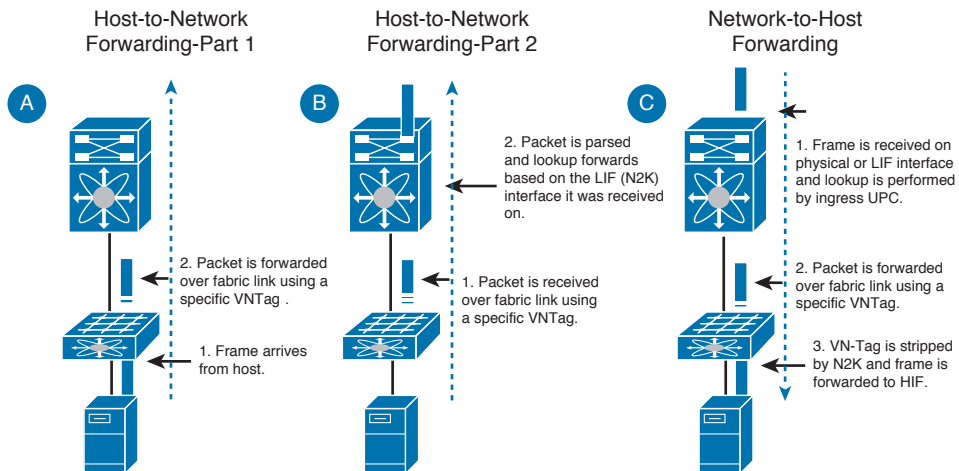 Host-to-Network
Forwarding-Part 1
Host-to-Network
Forwarding-Part 2
Network-to-Host
Forwarding
A
2. Packet is forwarded
over fabric link using a
specific VNTag .
1. Frame arrives
from host.
B
2. Packet is parsed
and lookup forwards
based on the LIF (N2K)
interface it was received
on.
1. Packet is received
over fabric link using
a specific VNTag.
C
1. Frame is received on
physical or LIF interface
and lookup is performed
by ingress UPC.
2. Packet is forwarded
over fabric link using a
specific VNTag.
3. VN-Tag is stripped
by N2K and frame is
forwarded to HIF.